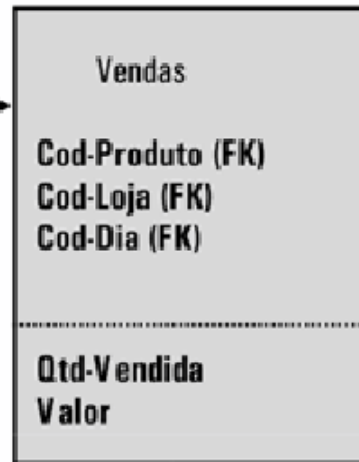 Vendas
Cod-Produto (FK)
Cod-Loja (FK)
Cod-Dia (FK)
Qtd-Vendida
Valor